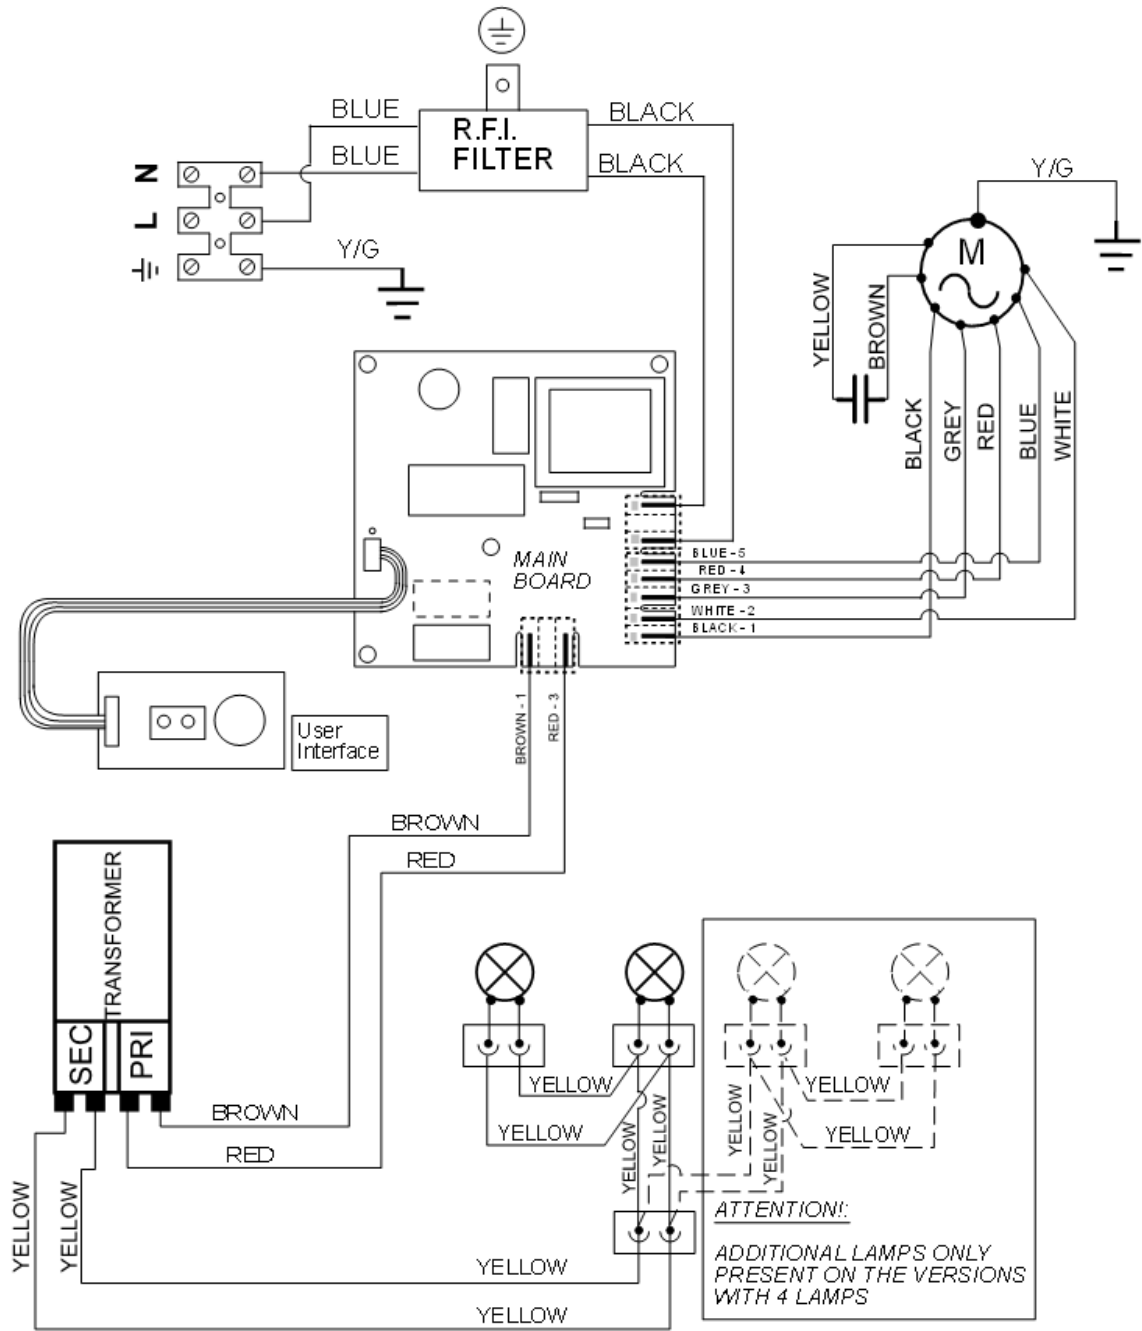 BLUE
BLACK
R.F.I.
FILTER
BLUE
BLACK
N
L
Y/G
Y/G
M
YELLOW
BROWN
BLACK
GREY
RED
BLUE
WHITE
MAIN
BOARD
BLUE - 5
RED - 4
GREY - 3
WHITE - 2
BLACK - 1
BROWN - 1
RED - 3
User
Interface
BROWN
RED
TRANSFORMER
SEC
PRI
BROWN
RED
YELLOW
YELLOW
YELLOW
YELLOW
YELLOW
YELLOW
YELLOW
YELLOW
YELLOW
YELLOW
YELLOW
YELLOW
ATTENTION!:
ADDITIONAL LAMPS ONLY
PRESENT ON THE VERSIONS
WITH 4 LAMPS